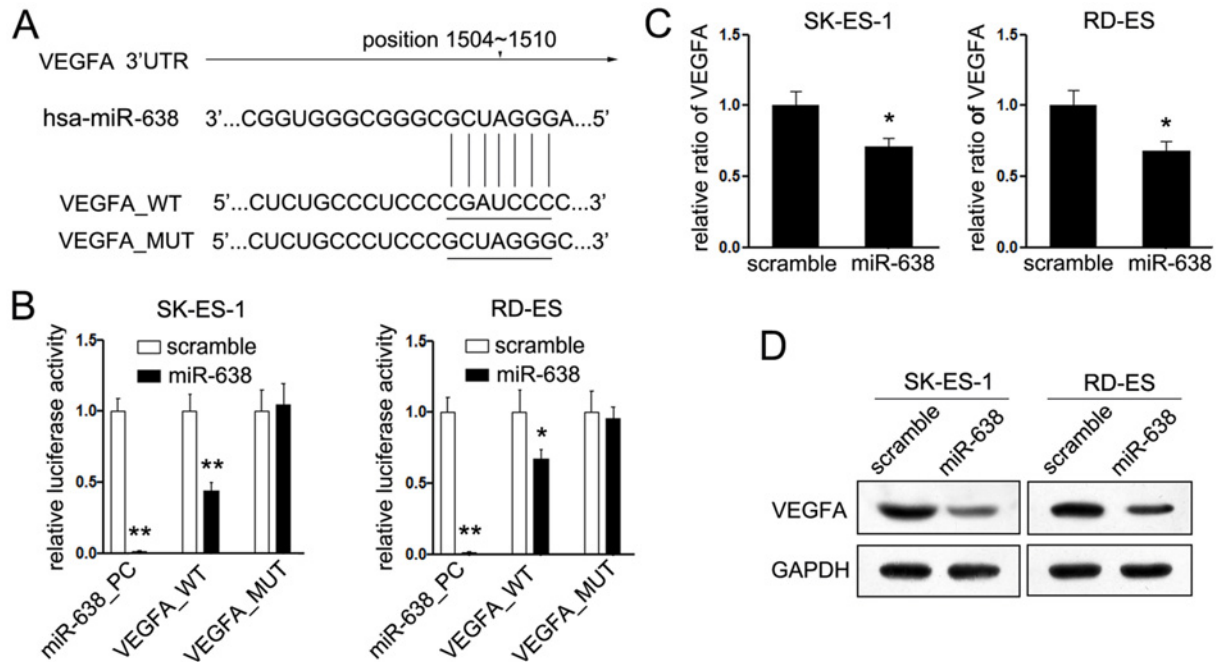 A
position 1504~1510
VEGFA 3'UTR
hsa-miR-638 3'...CGGUGGGCGGGCGCUAGGGA...5'
VEGFA_WT 5'...CUCUGCCCUCCCCGAUCCCC...3'
VEGFA_MUT 5'...CUCUGCCCUCCCGCUAGGGC...3'
B
SK-ES-1
relative luciferase activity
1.5
1.0
0.5
0.0
scramble
miR-638
**
**
miR-638_PC
VEGFA_WT
VEGFA_MUT
RD-ES
relative luciferase activity
1.5
1.0
0.5
0.0
scramble
miR-638
**
*
miR-638_PC
VEGFA_WT
VEGFA_MUT
C
SK-ES-1
relative ratio of VEGFA
1.5
1.0
0.5
0.0
*
scramble miR-638
RD-ES
relative ratio of VEGFA
1.5
1.0
0.5
0.0
*
scramble miR-638
D
SK-ES-1 RD-ES
scramble miR-638 scramble miR-638
VEGFA
GAPDH